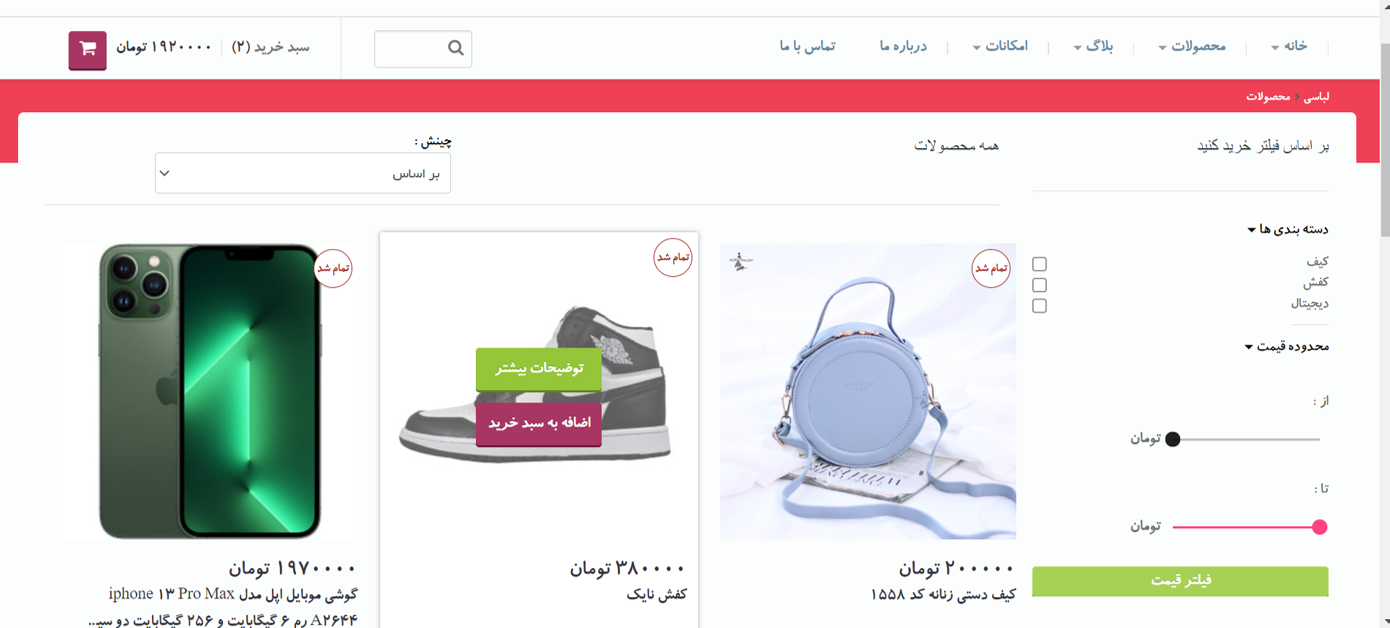 خانه
محصولات
بلاگ
امکانات
درباره ما
تماس با ما
سبد خرید (۲)
۱۹۲۰۰۰۰ تومان
لباسی > محصولات
بر اساس فیلتر خرید کنید
همه محصولات
چینش :
بر اساس
دسته بندی ها
کیف
کفش
دیجیتال
محدوده قیمت
از :
تومان
تا :
تومان
فیلتر قیمت
تمام شد
۲۰۰۰۰۰ تومان
کیف دستی زنانه کد ۱۵۵۸
تمام شد
توضیحات بیشتر
اضافه به سبد خرید
۳۸۰۰۰۰ تومان
کفش نایک
تمام شد
۱۹۷۰۰۰۰ تومان
گوشی موبایل اپل مدل iphone ۱۳ Pro Max
A۲۶۴۴ رم ۶ گیگابایت و ۲۵۶ گیگابایت دو سیـ...